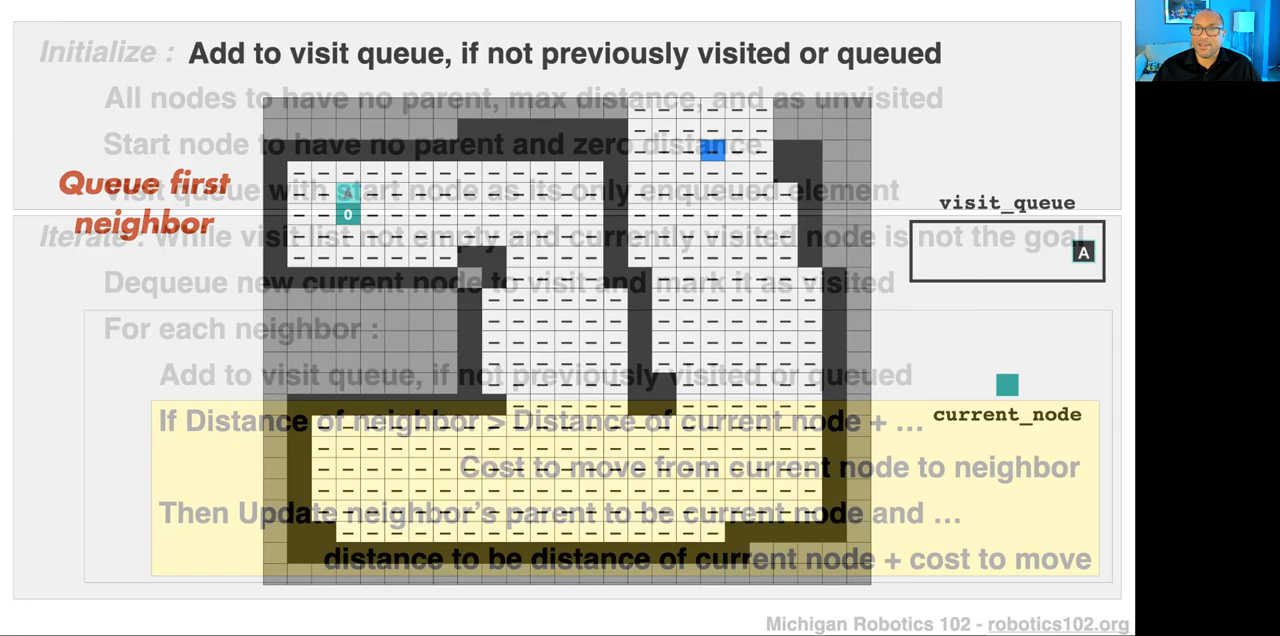 Initialize : Add to visit queue, if not previously visited or queued
All nodes to have no parent, max distance, and as unvisited
Start node to have no parent and zero distance
Queue first
neighbor
Visit queue with start node as its only enqueued element
A
0
visit_queue
A
Iterate : While visit list not empty and currently visited node is not the goal
Dequeue new current node to visit and mark it as visited
For each neighbor :
Add to visit queue, if not previously visited or queued
current_node
If Distance of neighbor > Distance of current node + ...
Cost to move from current node to neighbor
Then Update neighbor's parent to be current node and ...
distance to be distance of current node + cost to move
Michigan Robotics 102 - robotics102.org